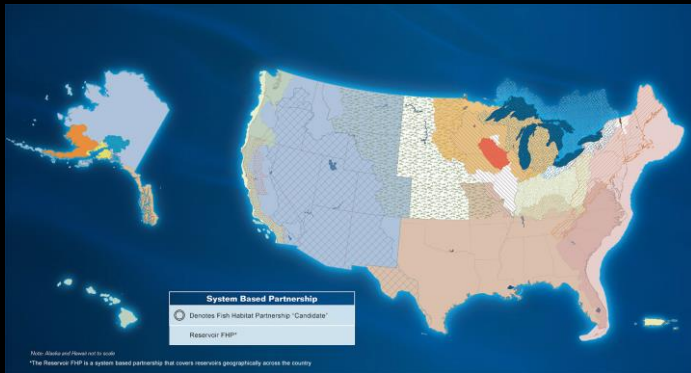 System Based Partnership
Denotes Fish Habitat Partnership "Candidate"
Reservoir FHP*
Note: Alaska and Hawaii not to scale
*The Reservoir FHP is a system based partnership that covers reservoirs geographically across the country